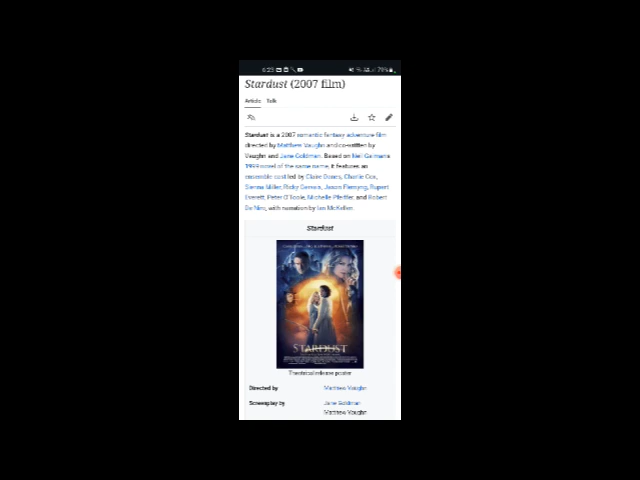 6:23
79%
Stardust (2007 film)
Article Talk
Stardust is a 2007 romantic fantasy adventure film
directed by Matthew Vaughn and co-written by
Vaughn and Jane Goldman. Based on Neil Gaiman's
1999 novel of the same name, it features an
ensemble cast led by Claire Danes, Charlie Cox,
Sienna Miller, Ricky Gervais, Jason Flemyng, Rupert
Everett, Peter O'Toole, Michelle Pfeiffer, and Robert
De Niro, with narration by Ian McKellen.
Stardust
STARDUST
Theatrical release poster
Directed by Matthew Vaughn
Screenplay by Jane Goldman
Matthew Vaughn